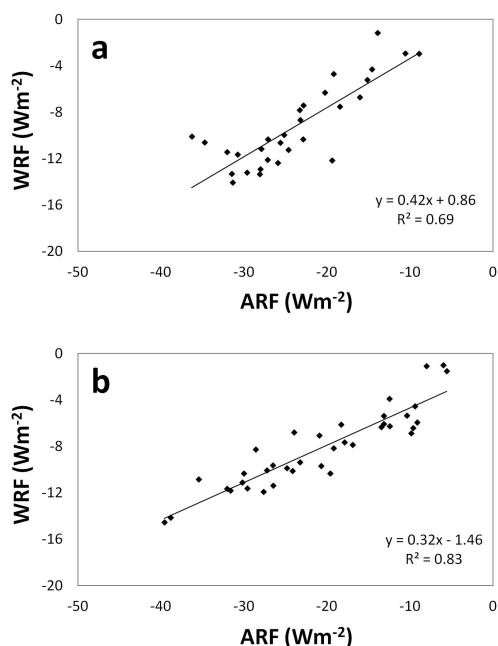 a
WRF (Wm-2)
0
-4
-8
-12
-16
-20
y = 0.42x + 0.86
R² = 0.69
-50 -40 -30 -20 -10 0
ARF (Wm-2)
b
WRF (Wm-2)
0
-4
-8
-12
-16
-20
y = 0.32x - 1.46
R² = 0.83
-50 -40 -30 -20 -10 0
ARF (Wm-2)